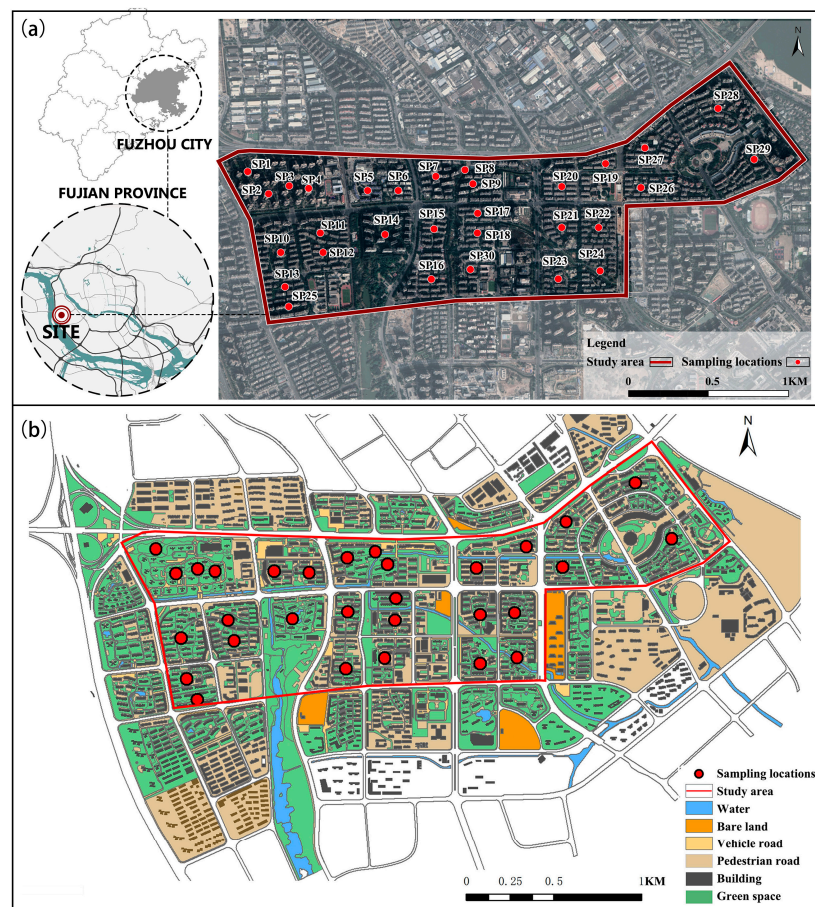 (a)
N
FUZHOU CITY
FUJIAN PROVINCE
SITE
SP28
SP27
SP29
SP1
SP7
SP8
SP19
SP3
SP4
SP5
SP6
SP9
SP20
SP26
SP2
SP17
SP11
SP14
SP15
SP21
SP22
SP10
SP12
SP18
SP13
SP16
SP30
SP23
SP24
SP25
Legend
Study area
Sampling locations
0 0.5 1KM
(b)
N
Sampling locations
Study area
Water
Bare land
Vehicle road
Pedestrian road
Building
Green space
0 0.25 0.50 1KM